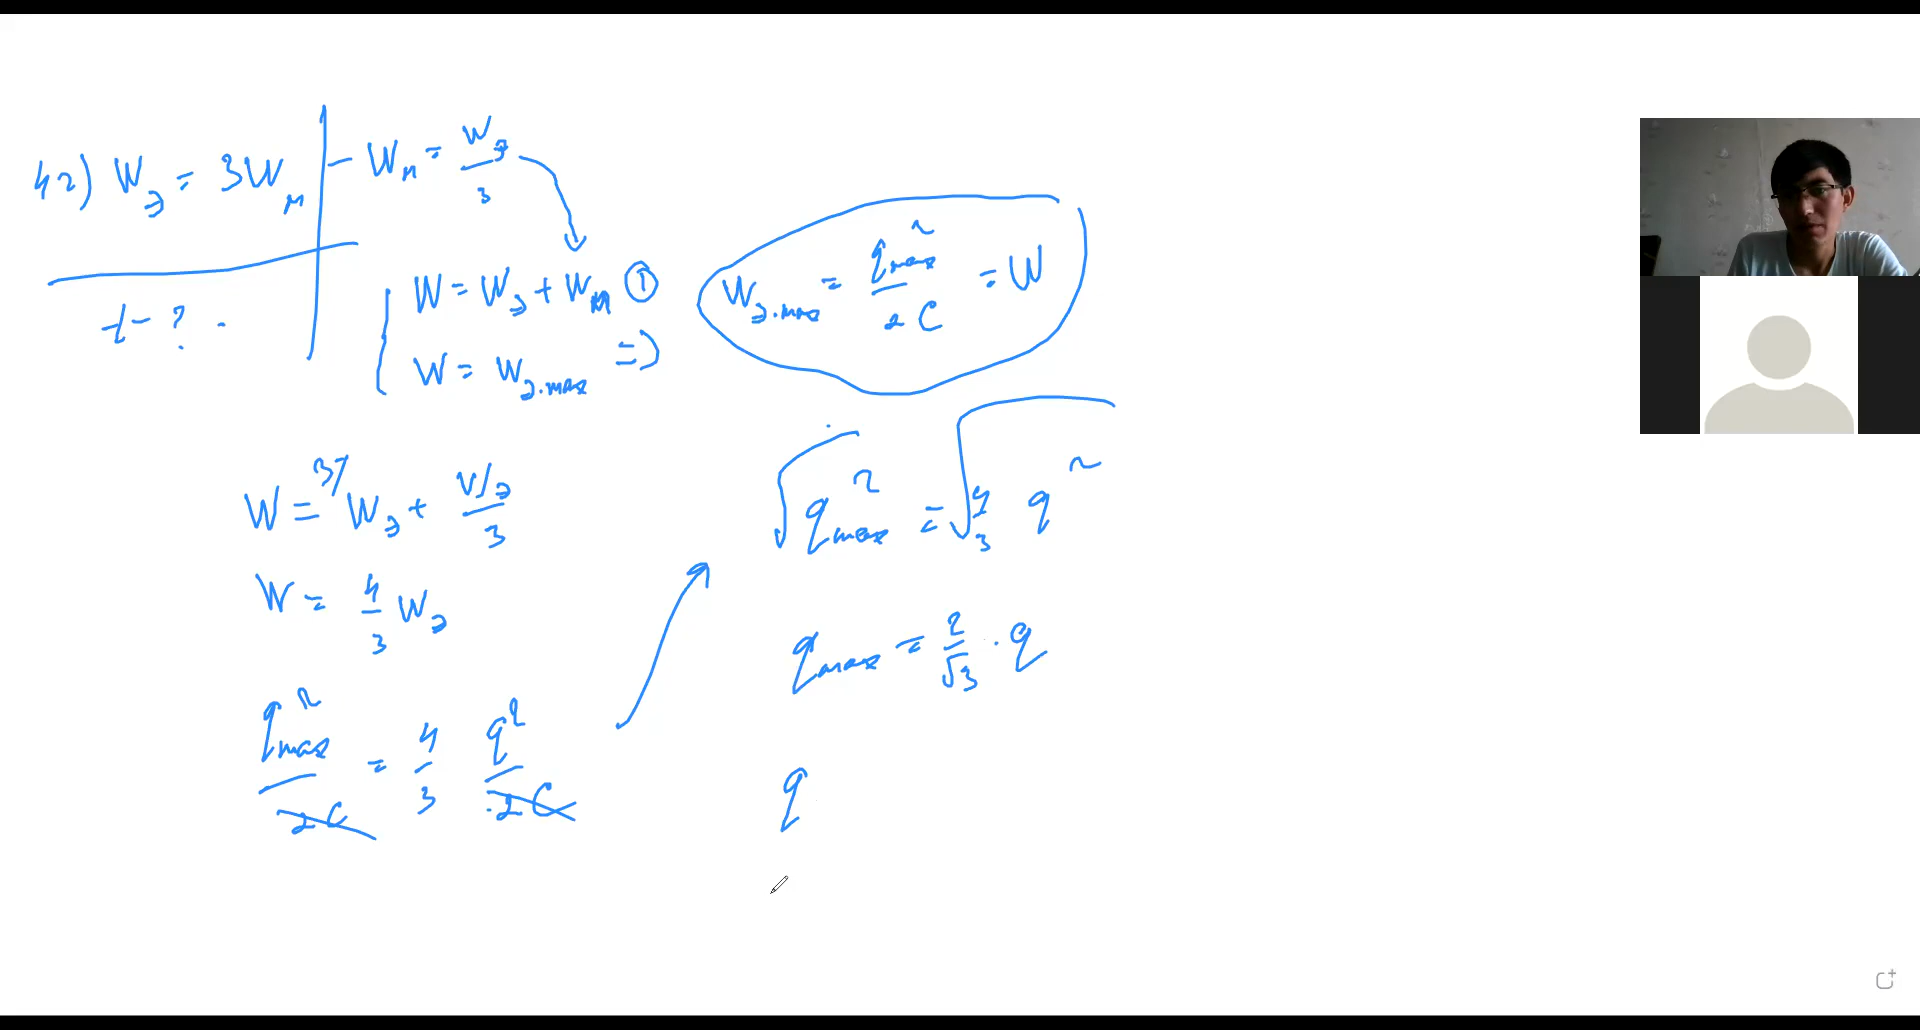 42) Wэ = 3Wм
Wм = Wэ/3
t - ?
W = Wэ + Wм ①
W = Wэ.max =>
Wэ.max = q²max / 2C = W
W = 3/ Wэ + Wэ/3
W = 4/3 Wэ
q²max / 2C = 4/3 q² / 2C
√q²max = √4/3 q²
qmax = 2/√3 · q
q